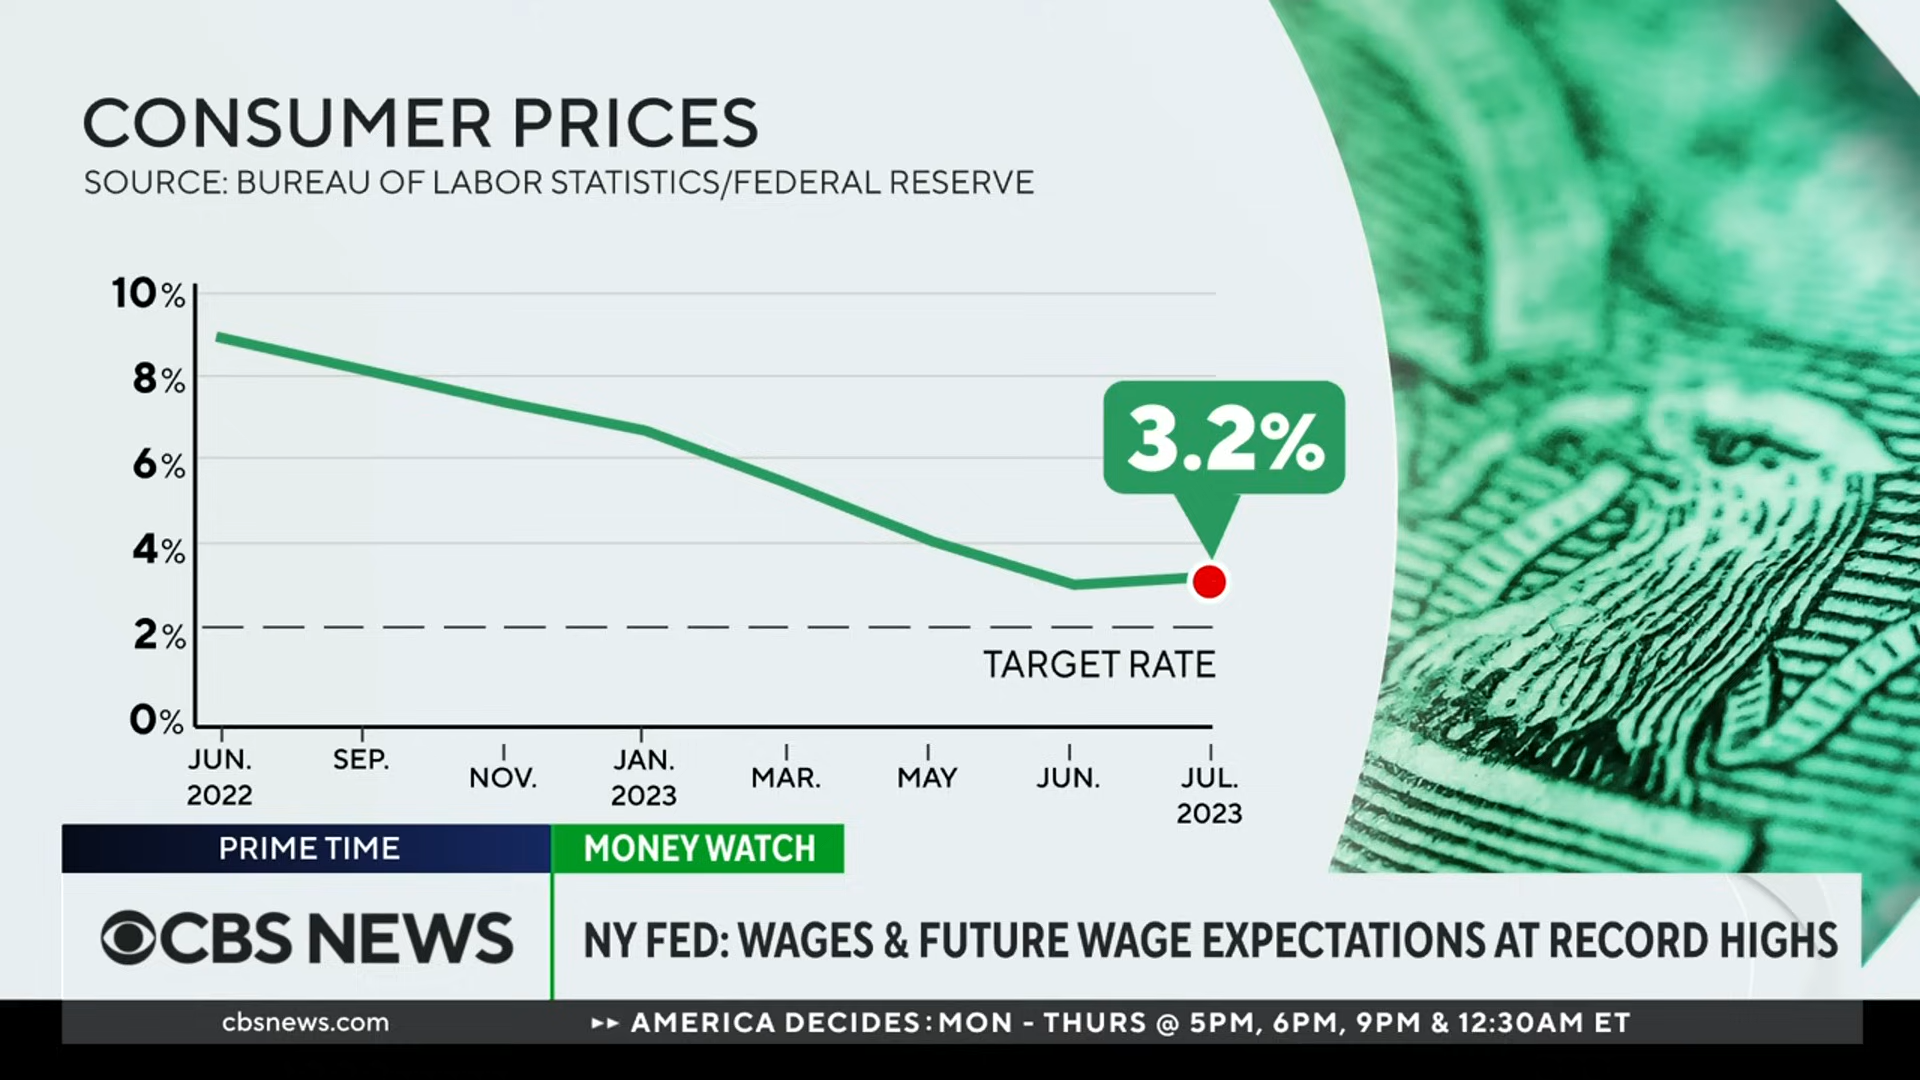 CONSUMER PRICES
SOURCE: BUREAU OF LABOR STATISTICS/FEDERAL RESERVE
10%
8%
6%
4%
2%
0%
3.2%
TARGET RATE
JUN. 2022
SEP.
NOV.
JAN. 2023
MAR.
MAY
JUN.
JUL. 2023
PRIME TIME
MONEY WATCH
CBS NEWS
NY FED: WAGES & FUTURE WAGE EXPECTATIONS AT RECORD HIGHS
cbsnews.com
AMERICA DECIDES: MON - THURS @ 5PM, 6PM, 9PM & 12:30AM ET